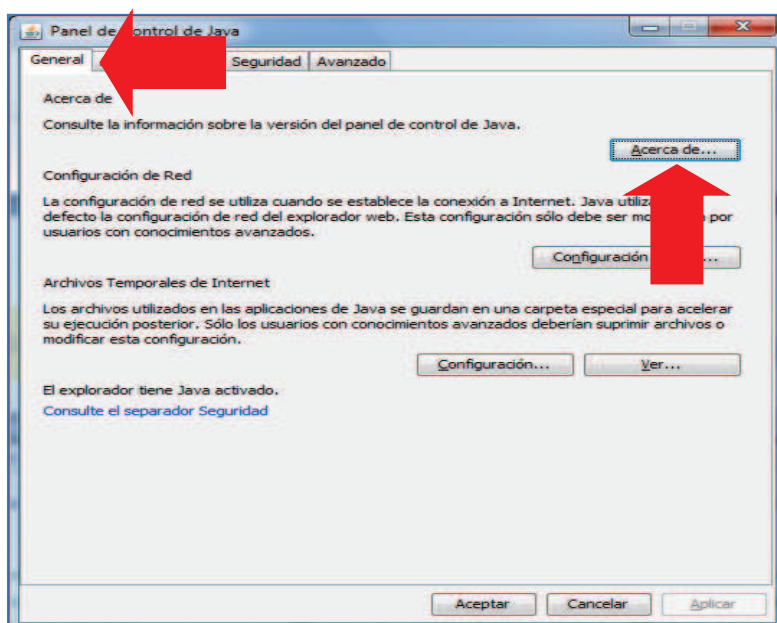 Panel de Control de Java
General Seguridad Avanzado
Acerca de
Consulte la información sobre la versión del panel de control de Java.
Acerca de...
Configuración de Red
La configuración de red se utiliza cuando se establece la conexión a Internet. Java utiliza
defecto la configuración de red del explorador web. Esta configuración sólo debe ser por
usuarios con conocimientos avanzados.
Configuración ...
Archivos Temporales de Internet
Los archivos utilizados en las aplicaciones de Java se guardan en una carpeta especial para acelerar
su ejecución posterior. Sólo los usuarios con conocimientos avanzados deberían suprimir archivos o
modificar esta configuración.
Configuración... Ver...
El explorador tiene Java activado.
Consulte el separador Seguridad
Aceptar Cancelar Aplicar